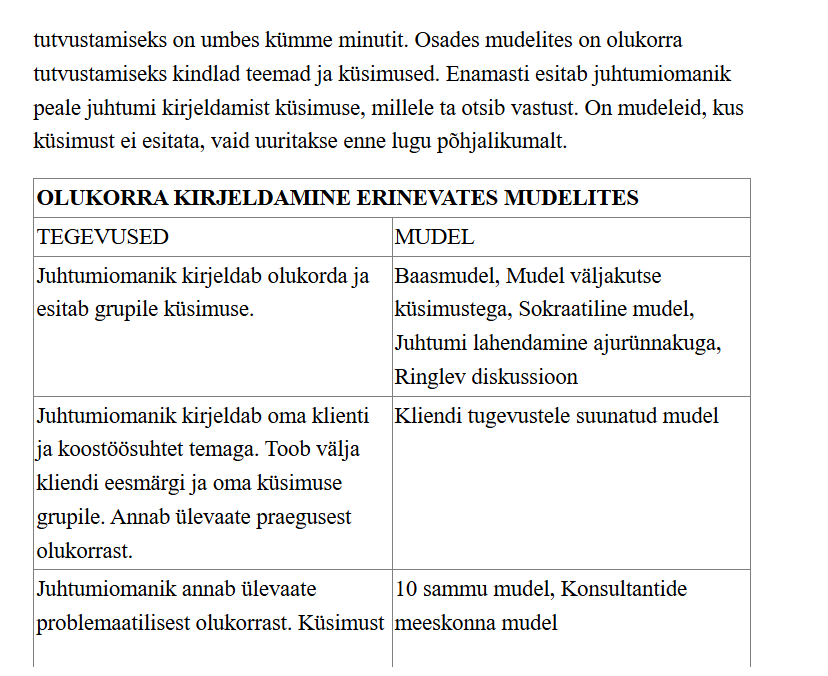 tutvustamiseks on umbes kümme minutit. Osades mudelites on olukorra
tutvustamiseks kindlad teemad ja küsimused. Enamasti esitab juhtumiomanik
peale juhtumi kirjeldamist küsimuse, millele ta otsib vastust. On mudeleid, kus
küsimust ei esitata, vaid uuritakse enne lugu põhjalikumalt.
OLUKORRA KIRJELDAMINE ERINEVATES MUDELITES
TEGEVUSED
MUDEL
Juhtumiomanik kirjeldab olukorda ja
esitab grupile küsimuse.
Baasmudel, Mudel väljakutse
küsimustega, Sokraatiline mudel,
Juhtumi lahendamine ajurünnakuga,
Ringlev diskussioon
Juhtumiomanik kirjeldab oma klienti
ja koostöösuhtet temaga. Toob välja
kliendi eesmärgi ja oma küsimuse
grupile. Annab ülevaate praegusest
olukorrast.
Kliendi tugevustele suunatud mudel
Juhtumiomanik annab ülevaate
problemaatilisest olukorrast. Küsimust
10 sammu mudel, Konsultantide
meeskonna mudel